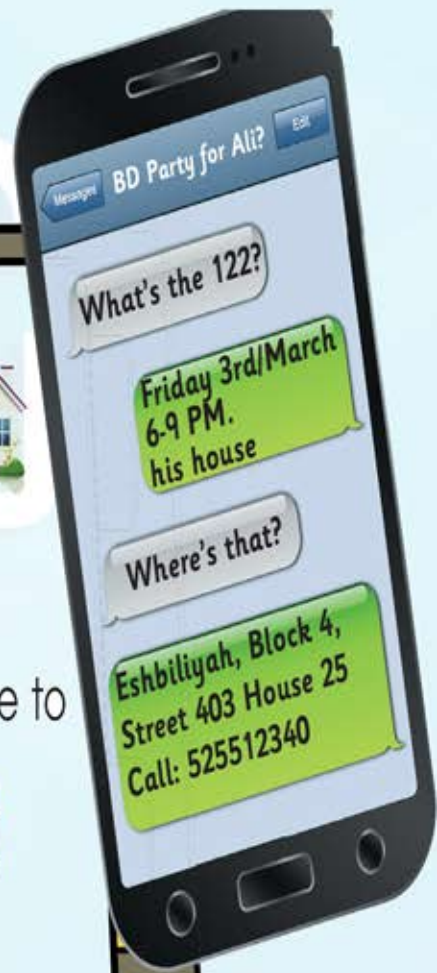 Messages
BD Party for Ali?
Edit
What's the 122?
Friday 3rd/March
6-9 PM.
his house
Where's that?
Eshbiliyah, Block 4,
Street 403 House 25
Call: 525512340
e to